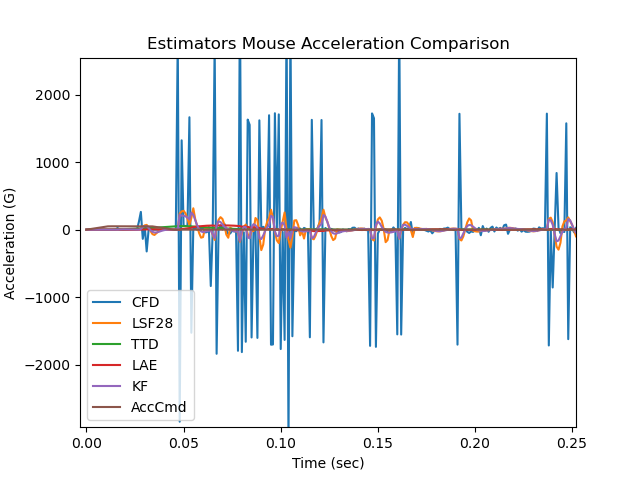 Estimators Mouse Acceleration Comparison
Acceleration (G)
2000
1000
0
−1000
−2000
CFD
LSF28
TTD
LAE
KF
AccCmd
0.00 0.05 0.10 0.15 0.20 0.25
Time (sec)